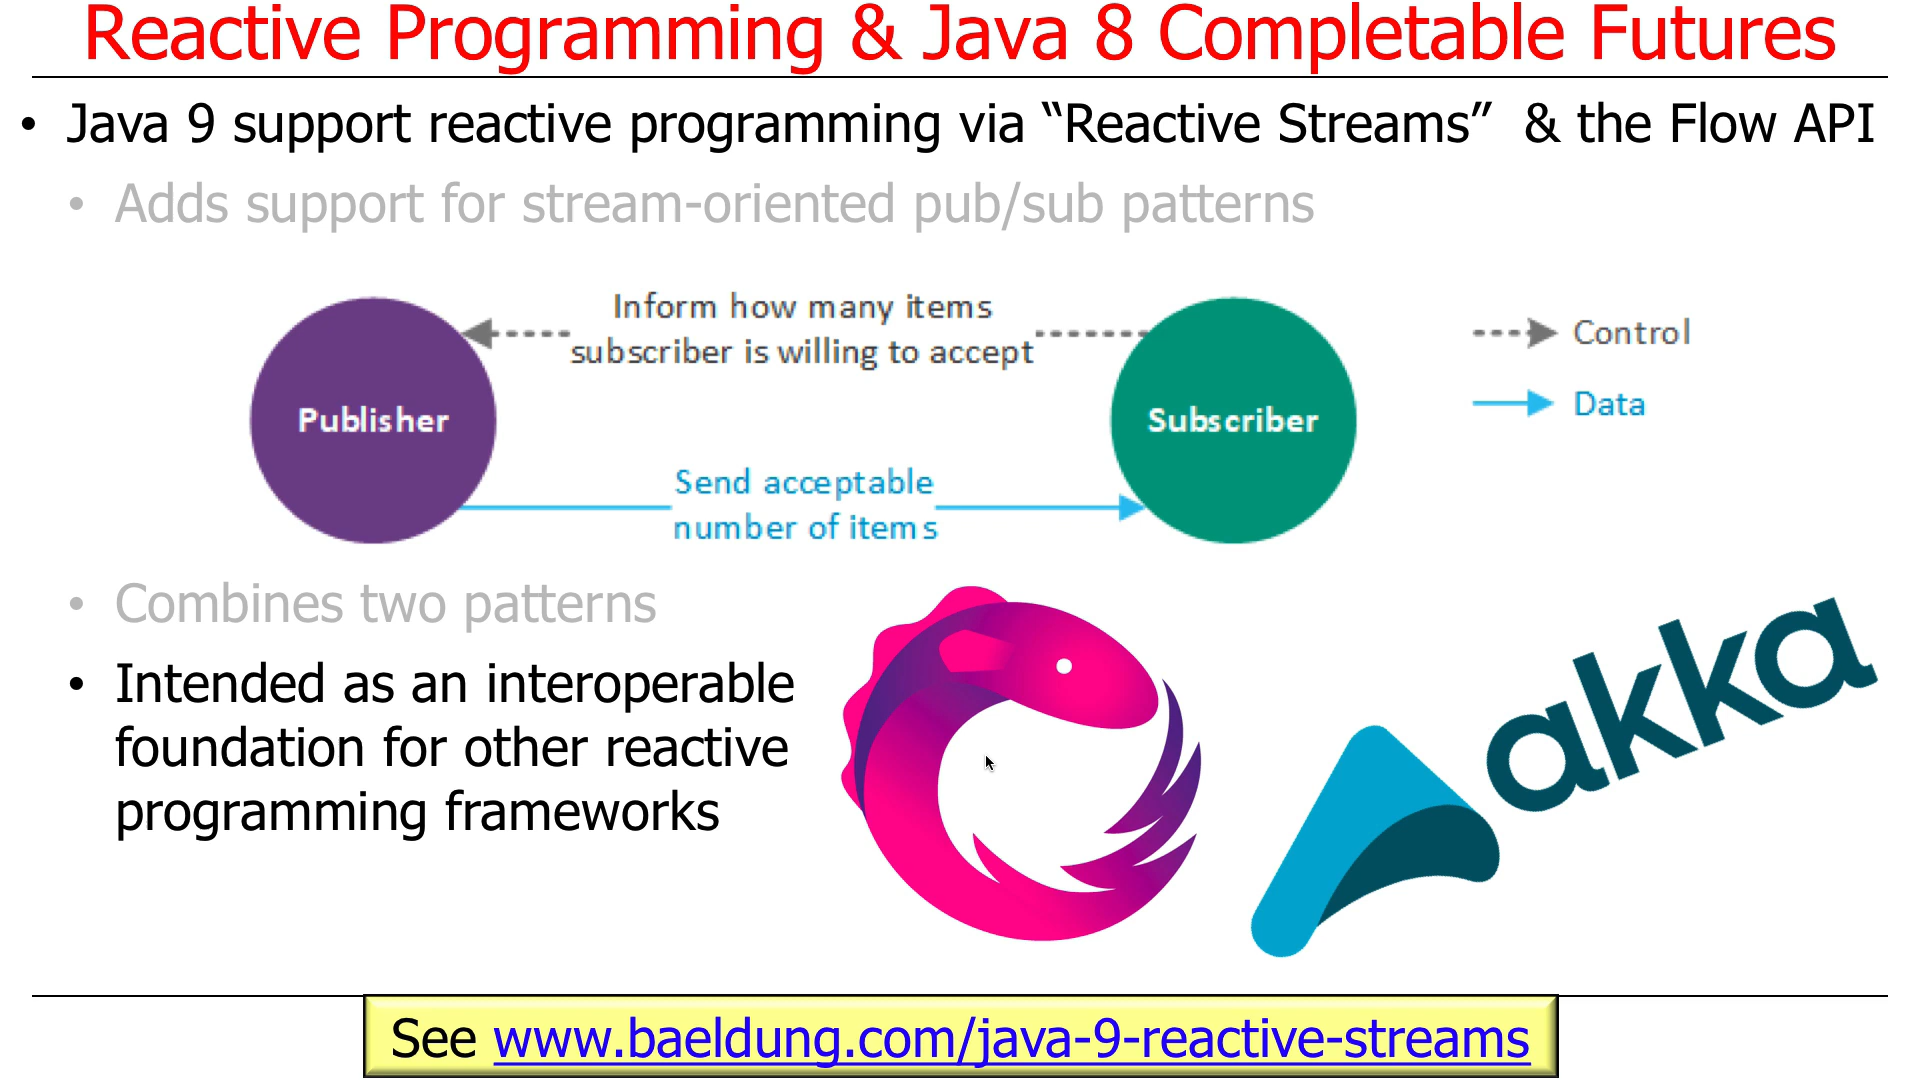 Reactive Programming & Java 8 Completable Futures
• Java 9 support reactive programming via “Reactive Streams” & the Flow API
• Adds support for stream-oriented pub/sub patterns
Inform how many items
subscriber is willing to accept
Control
Data
Publisher
Subscriber
Send acceptable
number of items
• Combines two patterns
• Intended as an interoperable
foundation for other reactive
programming frameworks
akka
See www.baeldung.com/java-9-reactive-streams